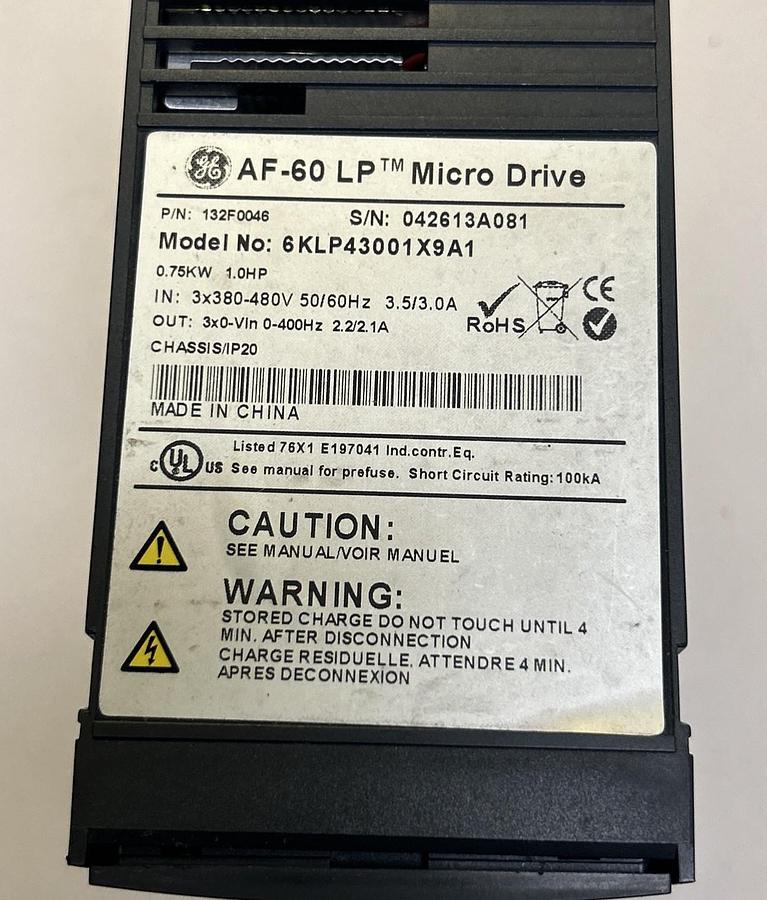 GE AF-60 LP™ Micro Drive
P/N: 132F0046 S/N: 042613A081
Model No: 6KLP43001X9A1
0.75KW 1.0HP
IN: 3x380-480V 50/60Hz 3.5/3.0A
OUT: 3x0-Vin 0-400Hz 2.2/2.1A
RoHS
CE
CHASSIS/IP20
MADE IN CHINA
c UL US
Listed 76X1 E197041 Ind.contr.Eq.
See manual for prefuse. Short Circuit Rating: 100kA
CAUTION:
SEE MANUAL/VOIR MANUEL
WARNING:
STORED CHARGE DO NOT TOUCH UNTIL 4
MIN. AFTER DISCONNECTION
CHARGE RESIDUELLE, ATTENDRE 4 MIN.
APRES DECONNEXION